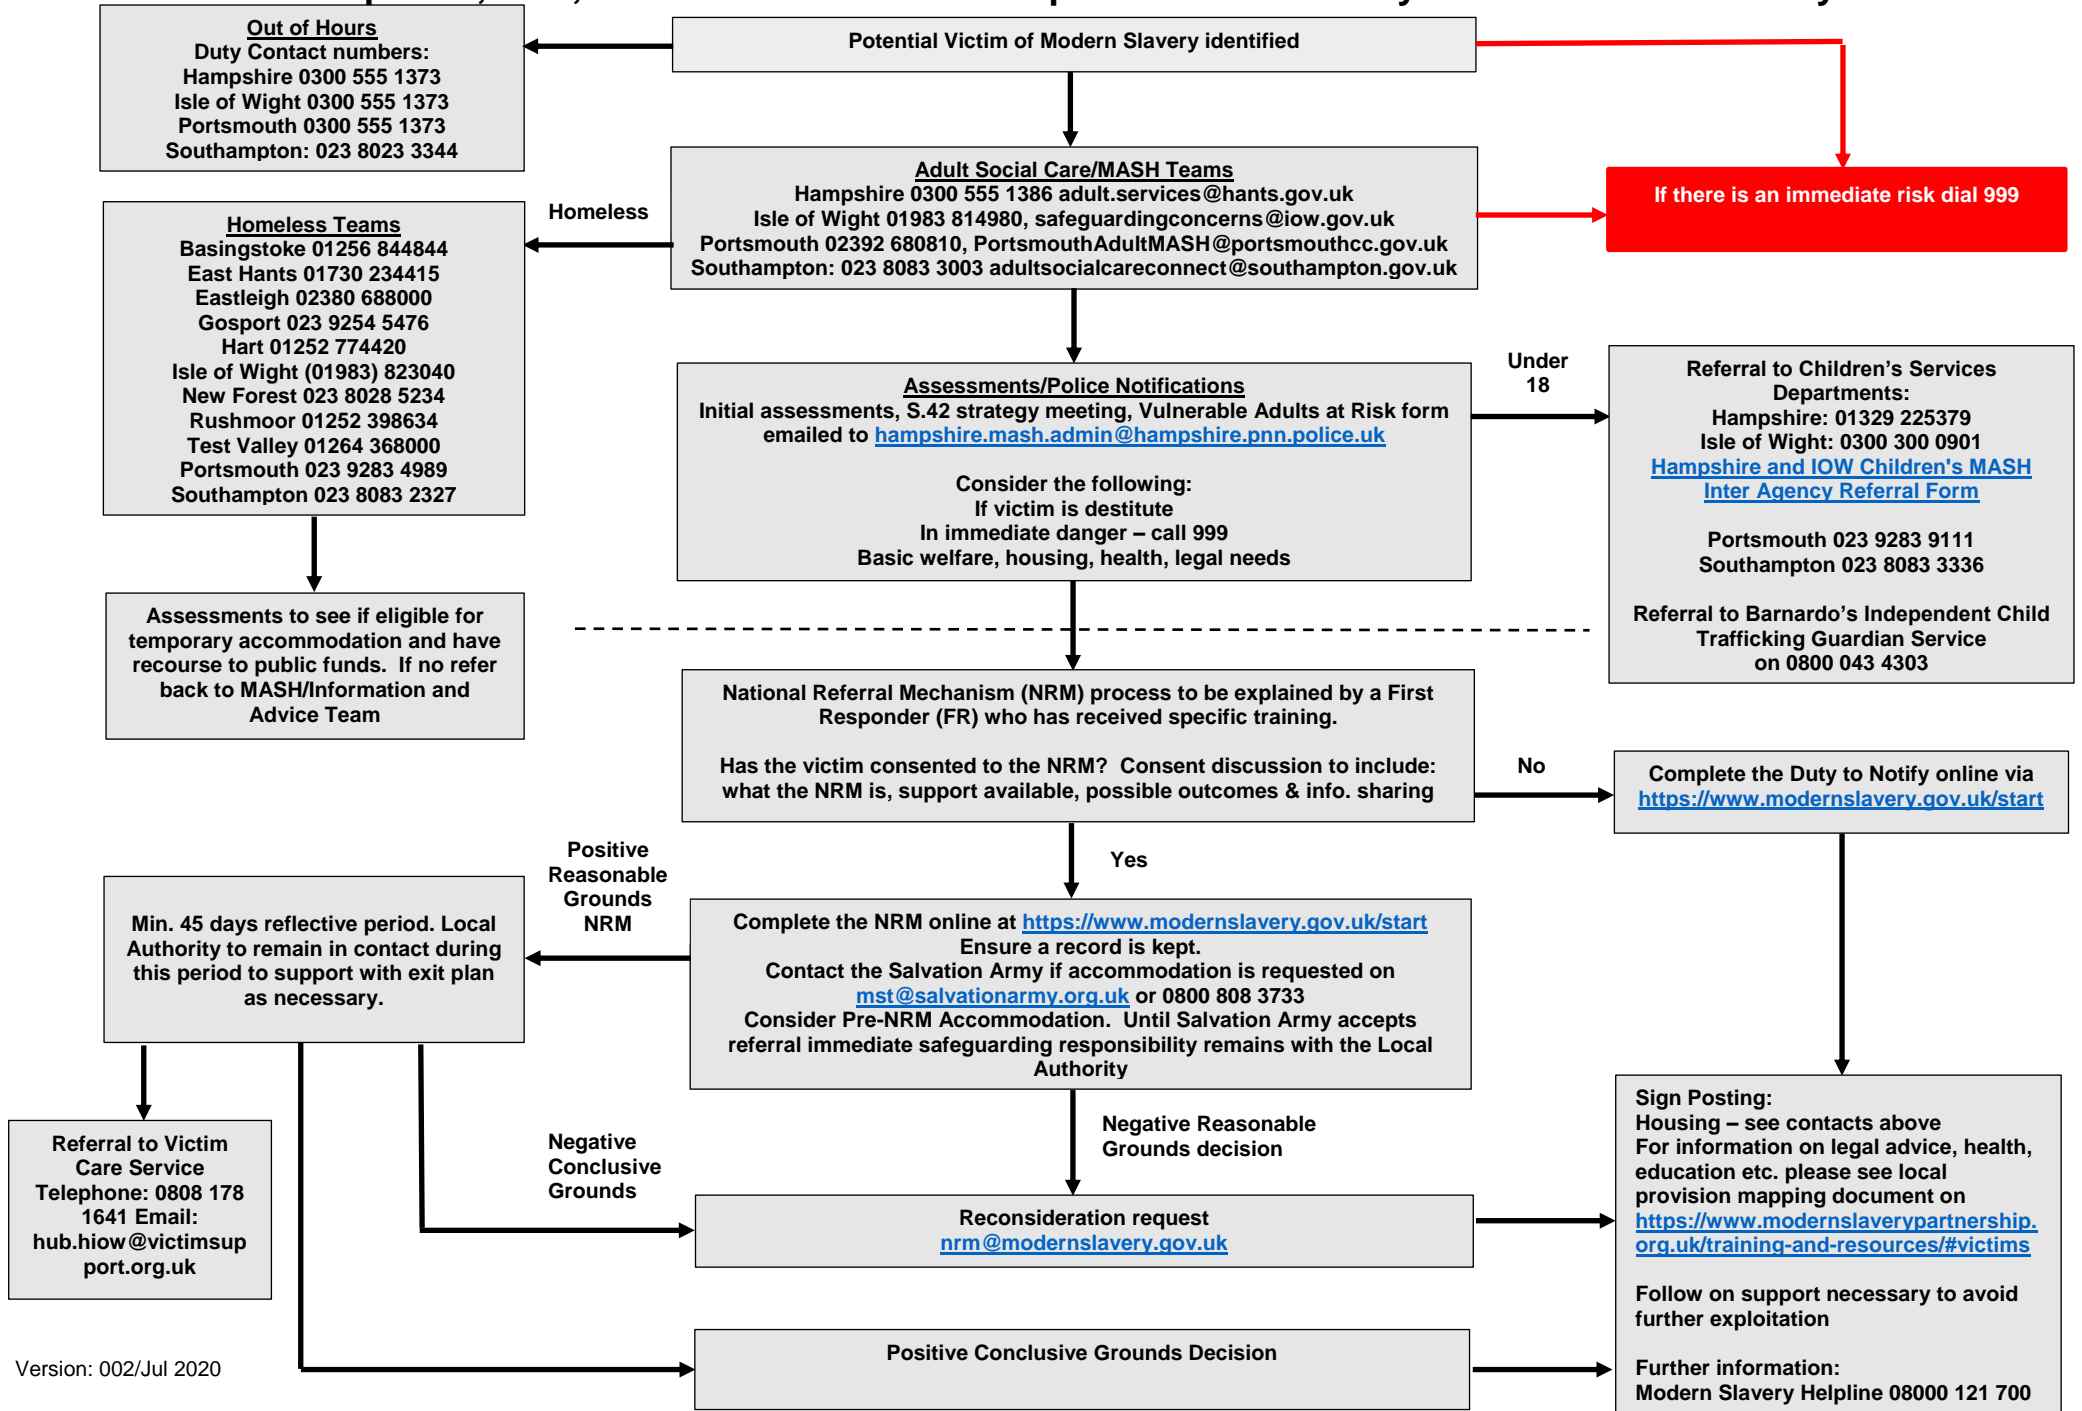 Out of Hours
Duty Contact numbers:
Hampshire 0300 555 1373
Isle of Wight 0300 555 1373
Portsmouth 0300 555 1373
Southampton: 023 8023 3344
Potential Victim of Modern Slavery identified
Adult Social Care/MASH Teams
Hampshire 0300 555 1386 adult.services@hants.gov.uk
Isle of Wight 01983 814980, safeguardingconcerns@iow.gov.uk
Portsmouth 02392 680810, PortsmouthAdultMASH@portsmouthcc.gov.uk
Southampton: 023 8083 3003 adultsocialcareconnect@southampton.gov.uk
If there is an immediate risk dial 999
Homeless
Homeless Teams
Basingstoke 01256 844844
East Hants 01730 234415
Eastleigh 02380 688000
Gosport 023 9254 5476
Hart 01252 774420
Isle of Wight (01983) 823040
New Forest 023 8028 5234
Rushmoor 01252 398634
Test Valley 01264 368000
Portsmouth 023 9283 4989
Southampton 023 8083 2327
Assessments/Police Notifications
Initial assessments, S.42 strategy meeting, Vulnerable Adults at Risk form
emailed to hampshire.mash.admin@hampshire.pnn.police.uk
Consider the following:
If victim is destitute
In immediate danger – call 999
Basic welfare, housing, health, legal needs
Under
18
Referral to Children’s Services
Departments:
Hampshire: 01329 225379
Isle of Wight: 0300 300 0901
Hampshire and IOW Children's MASH
Inter Agency Referral Form
Portsmouth 023 9283 9111
Southampton 023 8083 3336
Referral to Barnardo’s Independent Child
Trafficking Guardian Service
on 0800 043 4303
Assessments to see if eligible for
temporary accommodation and have
recourse to public funds. If no refer
back to MASH/Information and
Advice Team
National Referral Mechanism (NRM) process to be explained by a First
Responder (FR) who has received specific training.
Has the victim consented to the NRM? Consent discussion to include:
what the NRM is, support available, possible outcomes & info. sharing
No
Complete the Duty to Notify online via
https://www.modernslavery.gov.uk/start
Yes
Positive
Reasonable
Grounds
NRM
Min. 45 days reflective period. Local
Authority to remain in contact during
this period to support with exit plan
as necessary.
Complete the NRM online at https://www.modernslavery.gov.uk/start
Ensure a record is kept.
Contact the Salvation Army if accommodation is requested on
mst@salvationarmy.org.uk or 0800 808 3733
Consider Pre-NRM Accommodation. Until Salvation Army accepts
referral immediate safeguarding responsibility remains with the Local
Authority
Referral to Victim
Care Service
Telephone: 0808 178
1641 Email:
hub.hiow@victimsup
port.org.uk
Negative
Conclusive
Grounds
Negative Reasonable
Grounds decision
Reconsideration request
nrm@modernslavery.gov.uk
Sign Posting:
Housing – see contacts above
For information on legal advice, health,
education etc. please see local
provision mapping document on
https://www.modernslaverypartnership.
org.uk/training-and-resources/#victims
Follow on support necessary to avoid
further exploitation
Further information:
Modern Slavery Helpline 08000 121 700
Positive Conclusive Grounds Decision
Version: 002/Jul 2020